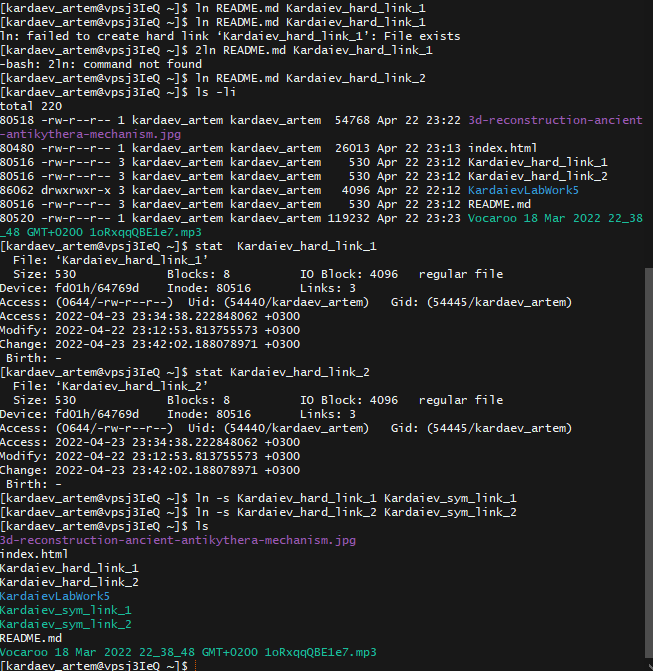 [kardaev_artem@vpsj3IeQ ~]$ ln README.md Kardaiev_hard_link_1
[kardaev_artem@vpsj3IeQ ~]$ ln README.md Kardaiev_hard_link_1
ln: failed to create hard link ‘Kardaiev_hard_link_1’: File exists
[kardaev_artem@vpsj3IeQ ~]$ 2ln README.md Kardaiev_hard_link_1
-bash: 2ln: command not found
[kardaev_artem@vpsj3IeQ ~]$ ln README.md Kardaiev_hard_link_2
[kardaev_artem@vpsj3IeQ ~]$ ls -li
total 220
80518 -rw-r--r-- 1 kardaev_artem kardaev_artem  54768 Apr 22 23:22 3d-reconstruction-ancient
-antikythera-mechanism.jpg
80480 -rw-r--r-- 1 kardaev_artem kardaev_artem  26013 Apr 22 23:13 index.html
80516 -rw-r--r-- 3 kardaev_artem kardaev_artem    530 Apr 22 23:12 Kardaiev_hard_link_1
80516 -rw-r--r-- 3 kardaev_artem kardaev_artem    530 Apr 22 23:12 Kardaiev_hard_link_2
86062 drwxrwxr-x 3 kardaev_artem kardaev_artem   4096 Apr 22 22:12 KardaievLabWork5
80516 -rw-r--r-- 3 kardaev_artem kardaev_artem    530 Apr 22 23:12 README.md
80520 -rw-r--r-- 1 kardaev_artem kardaev_artem 119232 Apr 22 23:23 Vocaroo 18 Mar 2022 22_38
_48 GMT+0200 1oRxqqQBE1e7.mp3
[kardaev_artem@vpsj3IeQ ~]$ stat  Kardaiev_hard_link_1
  File: ‘Kardaiev_hard_link_1’
  Size: 530             Blocks: 8          IO Block: 4096   regular file
Device: fd01h/64769d    Inode: 80516       Links: 3
Access: (0644/-rw-r--r--)  Uid: (54440/kardaev_artem)   Gid: (54445/kardaev_artem)
Access: 2022-04-23 23:34:38.222848062 +0300
Modify: 2022-04-22 23:12:53.813755573 +0300
Change: 2022-04-23 23:42:02.188078971 +0300
 Birth: -
[kardaev_artem@vpsj3IeQ ~]$ stat Kardaiev_hard_link_2
  File: ‘Kardaiev_hard_link_2’
  Size: 530             Blocks: 8          IO Block: 4096   regular file
Device: fd01h/64769d    Inode: 80516       Links: 3
Access: (0644/-rw-r--r--)  Uid: (54440/kardaev_artem)   Gid: (54445/kardaev_artem)
Access: 2022-04-23 23:34:38.222848062 +0300
Modify: 2022-04-22 23:12:53.813755573 +0300
Change: 2022-04-23 23:42:02.188078971 +0300
 Birth: -
[kardaev_artem@vpsj3IeQ ~]$ ln -s Kardaiev_hard_link_1 Kardaiev_sym_link_1
[kardaev_artem@vpsj3IeQ ~]$ ln -s Kardaiev_hard_link_2 Kardaiev_sym_link_2
[kardaev_artem@vpsj3IeQ ~]$ ls
3d-reconstruction-ancient-antikythera-mechanism.jpg
index.html
Kardaiev_hard_link_1
Kardaiev_hard_link_2
KardaievLabWork5
Kardaiev_sym_link_1
Kardaiev_sym_link_2
README.md
Vocaroo 18 Mar 2022 22_38_48 GMT+0200 1oRxqqQBE1e7.mp3
[kardaev_artem@vpsj3IeQ ~]$